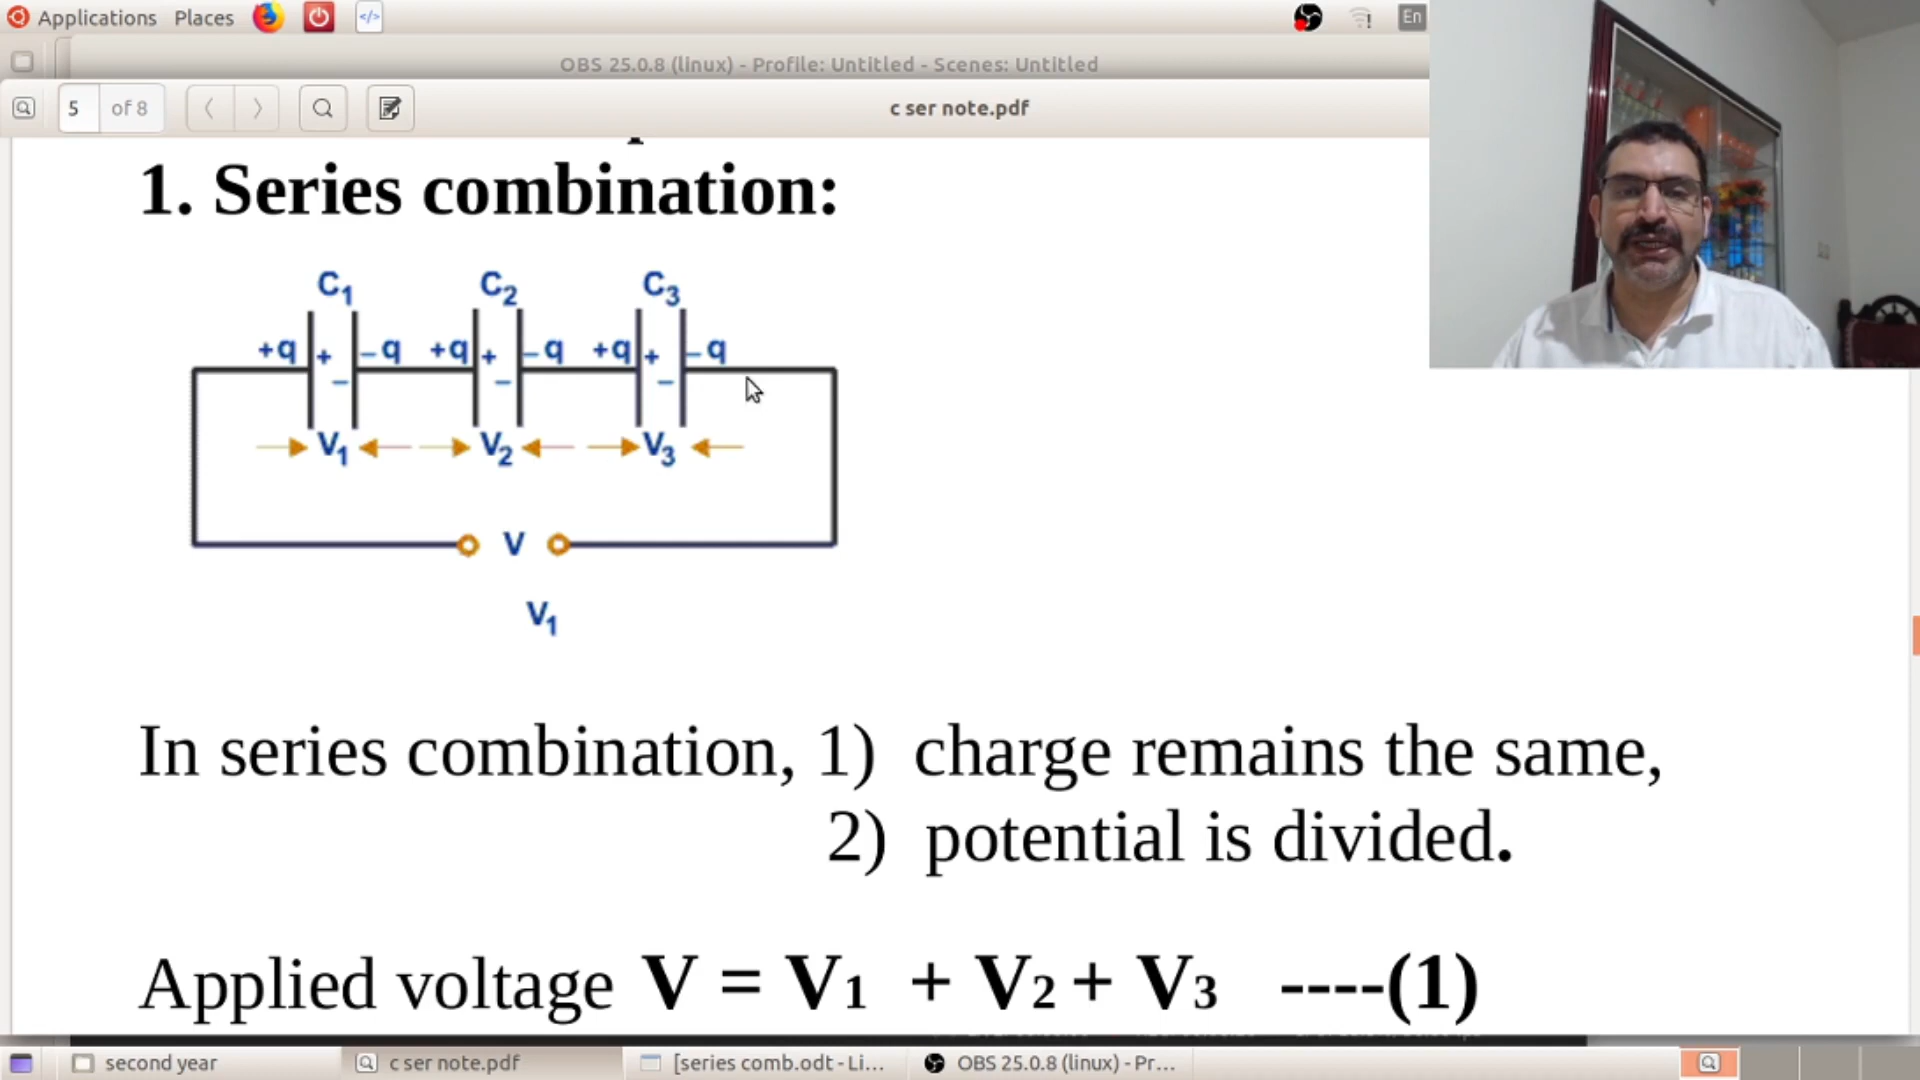 Applications Places </> En
OBS 25.0.8 (linux) - Profile: Untitled - Scenes: Untitled
5 of 8 c ser note.pdf
1. Series combination:
C1 C2 C3
+q + - -q +q + - -q +q + - -q
V1 V2 V3
V
V1
In series combination, 1) charge remains the same,
2) potential is divided.
Applied voltage V = V1 + V2 + V3 ----(1)
second year c ser note.pdf [series comb.odt - Li... OBS 25.0.8 (linux) - Pr...